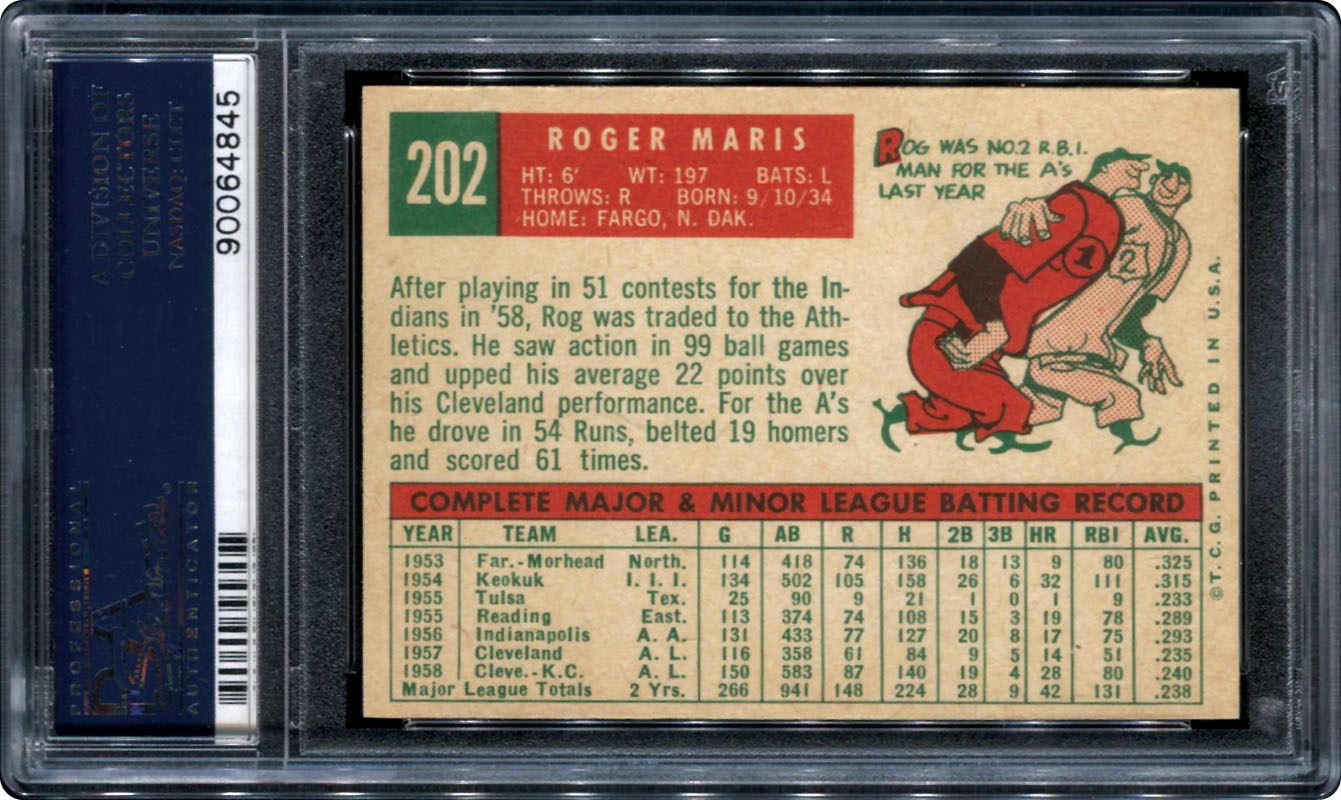 A DIVISION OF
COLLECTORS
UNIVERSE
NASDAQ: CLCT
90064845
PROFESSIONAL
PSA
AUTHENTICATOR
202
ROGER MARIS
HT: 6' WT: 197 BATS: L
THROWS: R BORN: 9/10/34
HOME: FARGO, N. DAK.
ROG WAS NO.2 R.B.I.
MAN FOR THE A's
LAST YEAR
1
2
After playing in 51 contests for the In-
dians in '58, Rog was traded to the Ath-
letics. He saw action in 99 ball games
and upped his average 22 points over
his Cleveland performance. For the A's
he drove in 54 Runs, belted 19 homers
and scored 61 times.
COMPLETE MAJOR & MINOR LEAGUE BATTING RECORD
YEAR TEAM LEA. G AB R H 2B 3B HR RBI AVG.
1953 Far.-Morhead North. 114 418 74 136 18 13 9 80 .325
1954 Keokuk I. I. I. 134 502 105 158 26 6 32 111 .315
1955 Tulsa Tex. 25 90 9 21 1 0 1 9 .233
1955 Reading East. 113 374 74 108 15 3 19 78 .289
1956 Indianapolis A. A. 131 433 77 127 20 8 17 75 .293
1957 Cleveland A. L. 116 358 61 84 9 5 14 51 .235
1958 Cleve.-K.C. A. L. 150 583 87 140 19 4 28 80 .240
Major League Totals 2 Yrs. 266 941 148 224 28 9 42 131 .238
©T. C. G. PRINTED IN U.S.A.